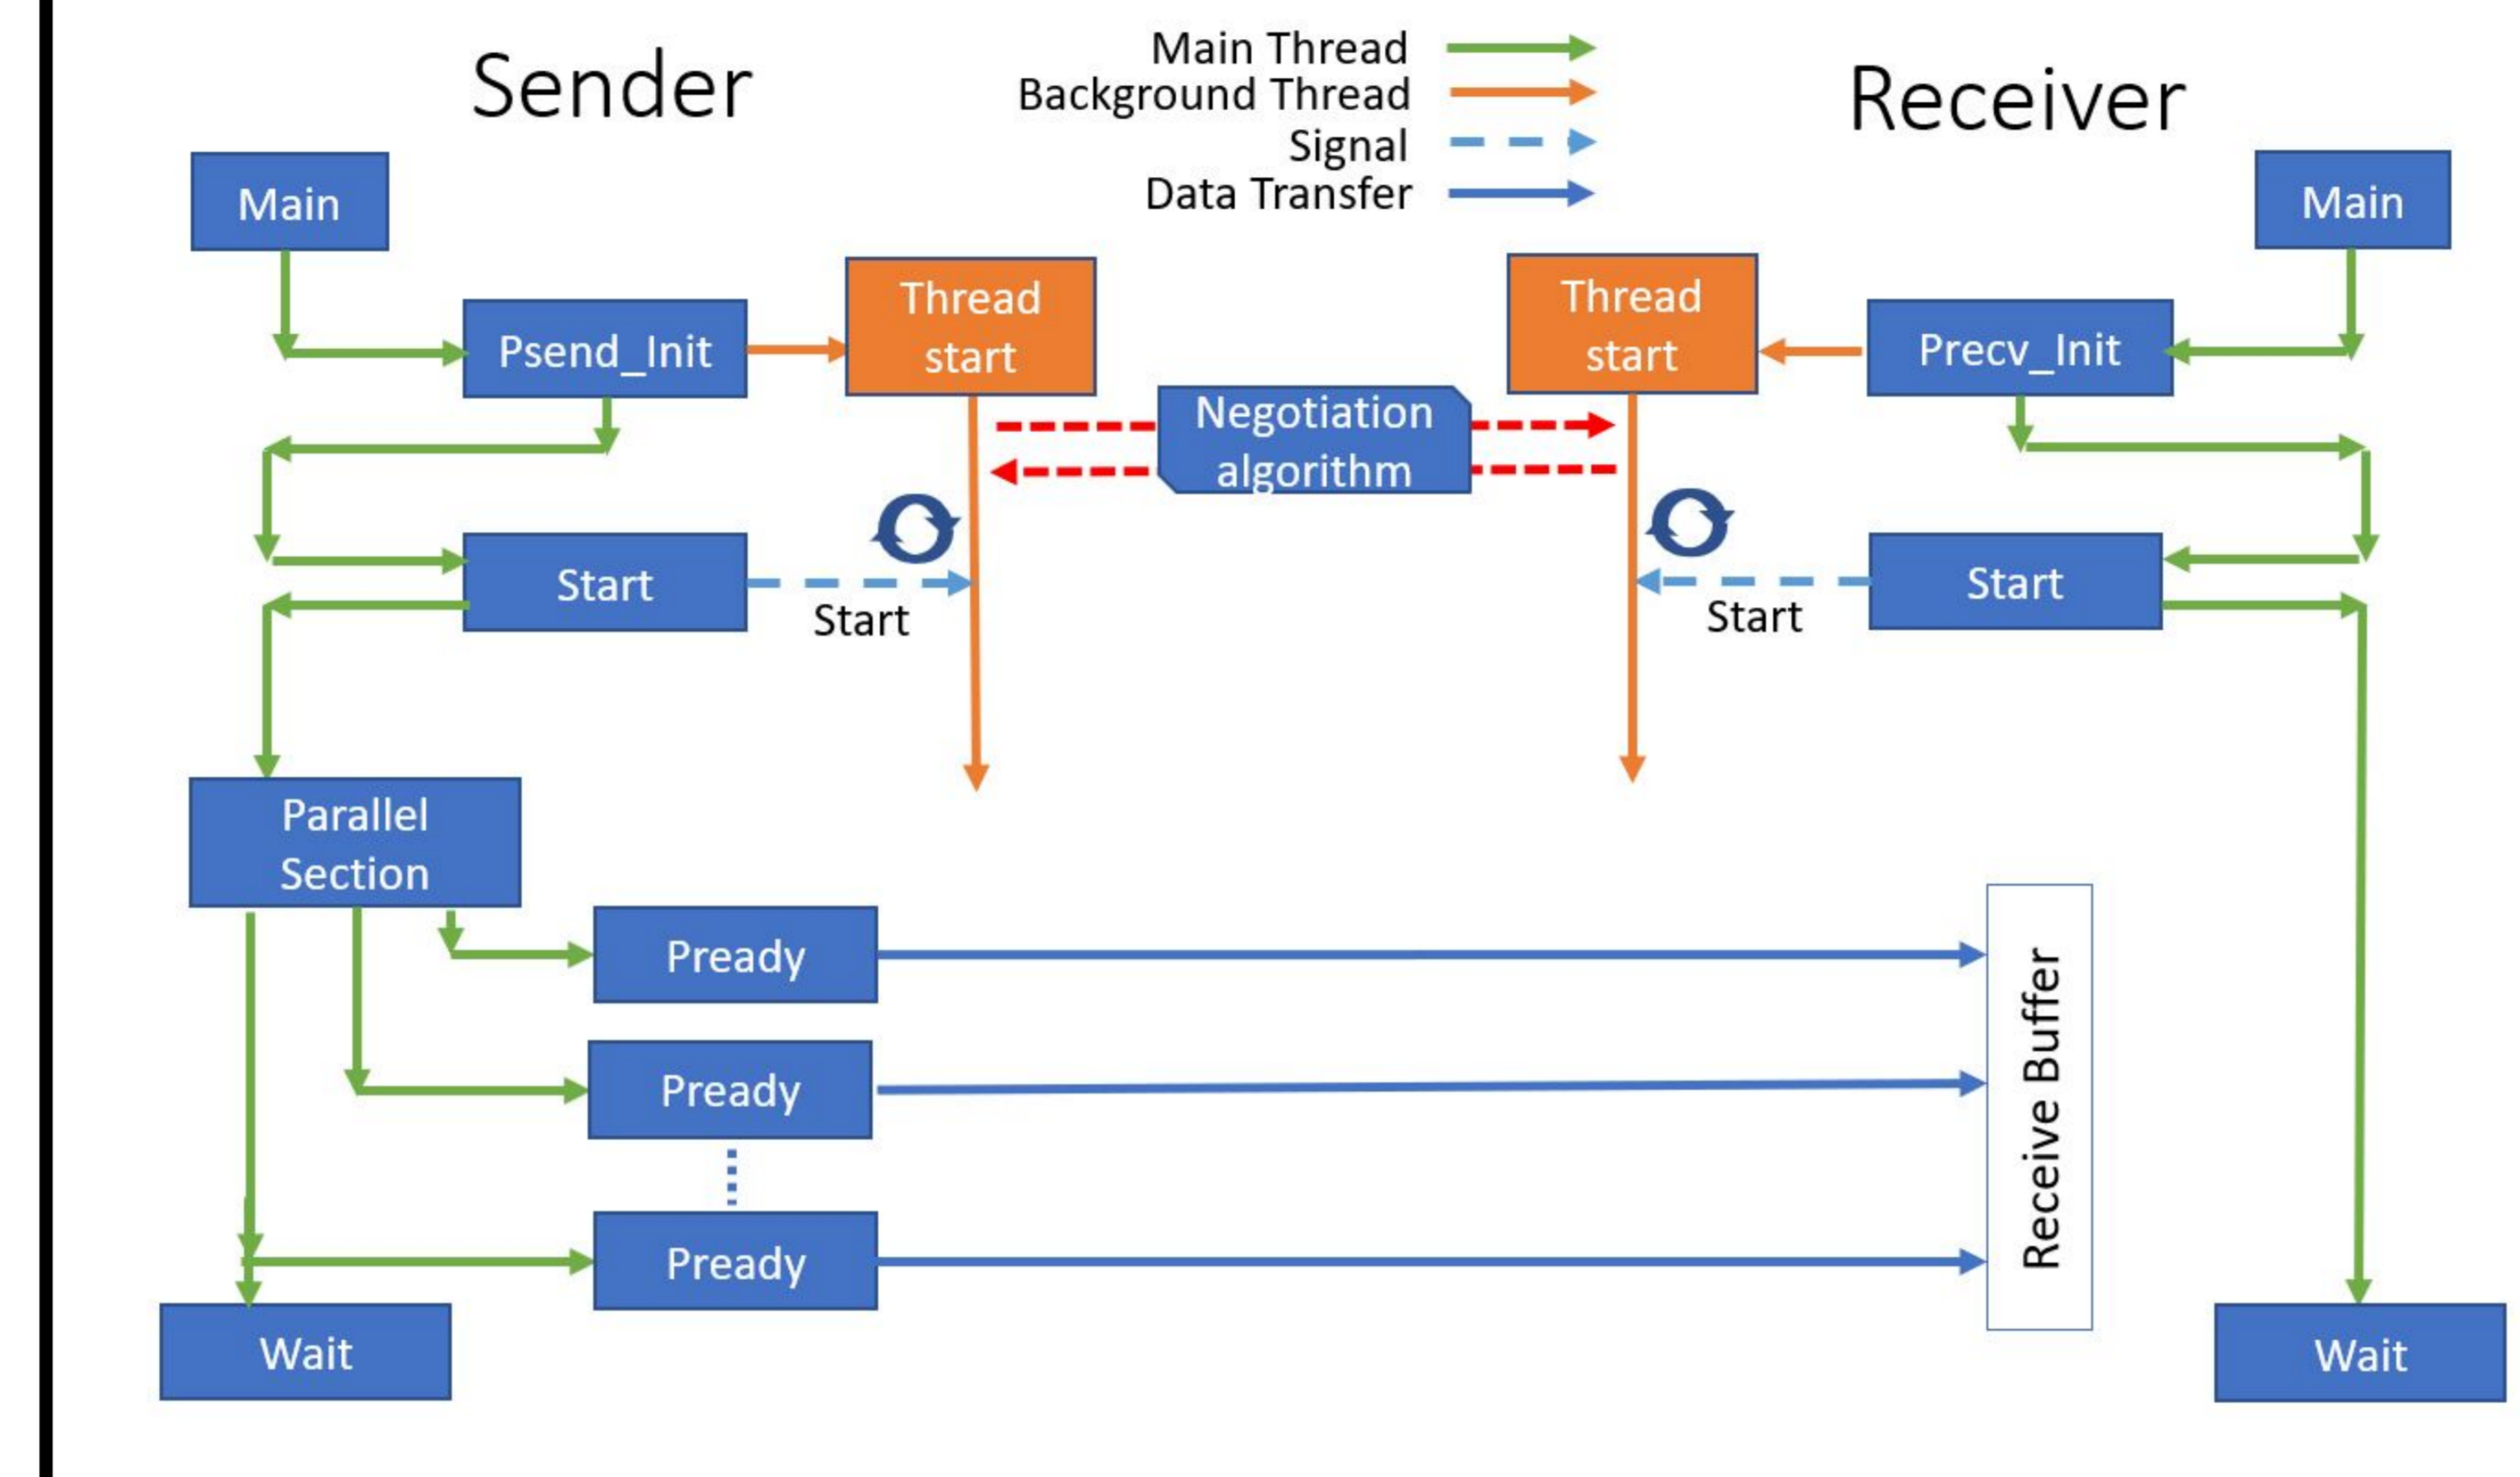 Sender
Main Thread
Background Thread
Signal
Data Transfer
Receiver
Main
Main
Psend_Init
Thread
start
Thread
start
Precv_Init
Negotiation
algorithm
Start
Start
Start
Start
Parallel
Section
Pready
Pready
Pready
Receive Buffer
Wait
Wait